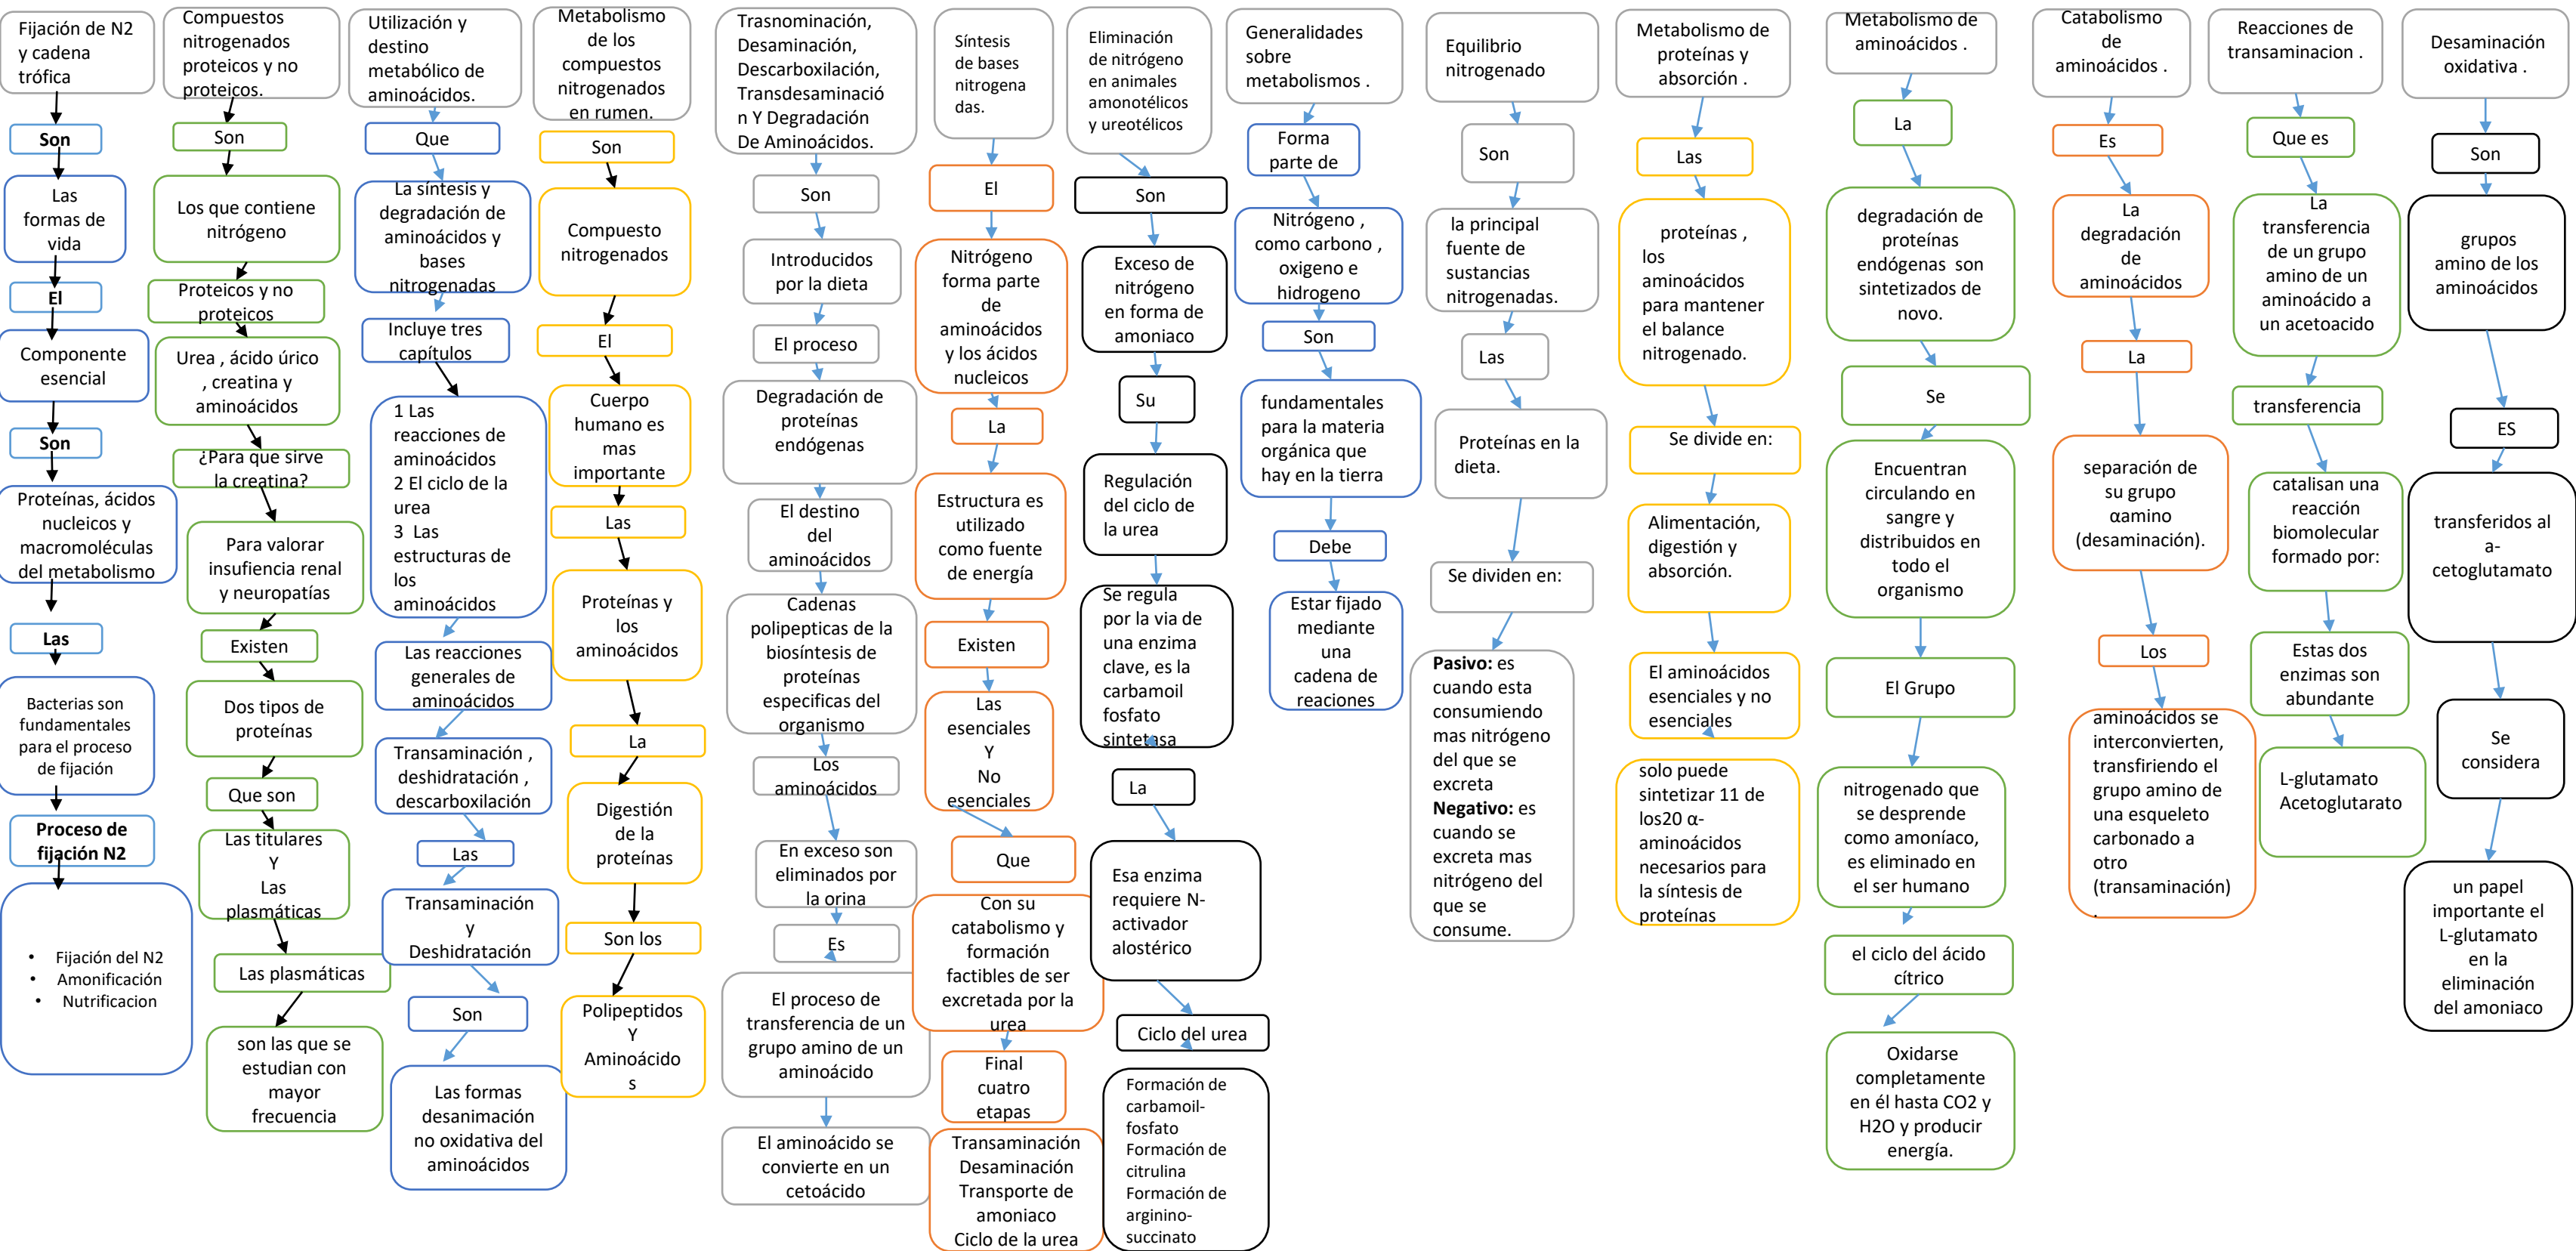 Fijación de N2
y cadena
trófica
Son
Las
formas de
vida
El
Componente
esencial
Son
Proteínas, ácidos
nucleicos y
macromoléculas
del metabolismo
Las
Bacterias son
fundamentales
para el proceso
de fijación
Proceso de
fijación N2
• Fijación del N2
• Amonificación
• Nutrificacion
Compuestos
nitrogenados
proteicos y no
proteicos.
Son
Los que contiene
nitrógeno
Proteicos y no
proteicos
Urea , ácido úrico
, creatina y
aminoácidos
¿Para que sirve
la creatina?
Para valorar
insufiencia renal
y neuropatías
Existen
Dos tipos de
proteínas
Que son
Las titulares
Y
Las
plasmáticas
Las plasmáticas
son las que se
estudian con
mayor
frecuencia
Utilización y
destino
metabólico de
aminoácidos.
Que
La síntesis y
degradación de
aminoácidos y
bases
nitrogenadas
Incluye tres
capítulos
1 Las
reacciones de
aminoácidos
2 El ciclo de la
urea
3 Las
estructuras de
los
aminoácidos
Las reacciones
generales de
aminoácidos
Transaminación ,
deshidratación ,
descarboxilación
Las
Transaminación
y
Deshidratación
Son
Las formas
desanimación
no oxidativa del
aminoácidos
Metabolismo
de los
compuestos
nitrogenados
en rumen.
Son
Compuesto
nitrogenados
El
Cuerpo
humano es
mas
importante
Las
Proteínas y
los
aminoácidos
La
Digestión
de la
proteínas
Son los
Polipeptidos
Y
Aminoácido
s
Trasnominación,
Desaminación,
Descarboxilación,
Transdesaminació
n Y Degradación
De Aminoácidos.
Son
Introducidos
por la dieta
El proceso
Degradación de
proteínas
endógenas
El destino
del
aminoácidos
Cadenas
polipepticas de la
biosíntesis de
proteínas
especificas del
organismo
Los
aminoácidos
En exceso son
eliminados por
la orina
Es
El proceso de
transferencia de un
grupo amino de un
aminoácido
El aminoácido se
convierte en un
cetoácido
Síntesis
de bases
nitrogena
das.
El
Nitrógeno
forma parte
de
aminoácidos
y los ácidos
nucleicos
La
Estructura es
utilizado
como fuente
de energía
Existen
Las
esenciales
Y
No
esenciales
Que
Con su
catabolismo y
formación
factibles de ser
excretada por la
urea
Final
cuatro
etapas
Transaminación
Desaminación
Transporte de
amoniaco
Ciclo de la urea
Eliminación
de nitrógeno
en animales
amonotélicos
y ureotélicos
Son
Exceso de
nitrógeno
en forma de
amoniaco
Su
Regulación
del ciclo de
la urea
Se regula
por la via de
una enzima
clave, es la
carbamoil
fosfato
sintetasa
La
Esa enzima
requiere N-
activador
alostérico
Ciclo del urea
Formación de
carbamoil-
fosfato
Formación de
citrulina
Formación de
arginino-
succinato
Generalidades
sobre
metabolismos .
Forma
parte de
Nitrógeno ,
como carbono ,
oxigeno e
hidrogeno
Son
fundamentales
para la materia
orgánica que
hay en la tierra
Debe
Estar fijado
mediante
una
cadena de
reaciones
Equilibrio
nitrogenado
Son
la principal
fuente de
sustancias
nitrogenadas.
Las
Proteínas en la
dieta.
Se dividen en:
Pasivo: es
cuando esta
consumiendo
mas nitrógeno
del que se
excreta
Negativo: es
cuando se
excreta mas
nitrógeno del
que se
consume.
Metabolismo de
proteínas y
absorción .
Las
proteínas ,
los
aminoácidos
para mantener
el balance
nitrogenado.
Se divide en:
Alimentación,
digestión y
absorción.
El aminoácidos
esenciales y no
esenciales
solo puede
sintetizar 11 de
los20 α-
aminoácidos
necesarios para
la síntesis de
proteínas
Metabolismo de
aminoácidos .
La
degradación de
proteínas
endógenas son
sintetizados de
novo.
Se
Encuentran
circulando en
sangre y
distribuidos en
todo el
organismo
El Grupo
nitrogenado que
se desprende
como amoníaco,
es eliminado en
el ser humano
el ciclo del ácido
cítrico
Oxidarse
completamente
en él hasta CO2 y
H2O y producir
energía.
Catabolismo
de
aminoácidos .
Es
La
degradación
de
aminoácidos
La
separación de
su grupo
αamino
(desaminación).
Los
aminoácidos se
interconvierten,
transfiriendo el
grupo amino de
una esqueleto
carbonado a
otro
(transaminación)
.
Reacciones de
transaminacion .
Que es
La
transferencia
de un grupo
amino de un
aminoácido a
un acetoacido
transferencia
catalisan una
reacción
biomolecular
formado por:
Estas dos
enzimas son
abundante
L-glutamato
Acetoglutarato
Desaminación
oxidativa .
Son
grupos
amino de los
aminoácidos
ES
transferidos al
a-
cetoglutamato
Se
considera
un papel
importante el
L-glutamato
en la
eliminación
del amoniaco